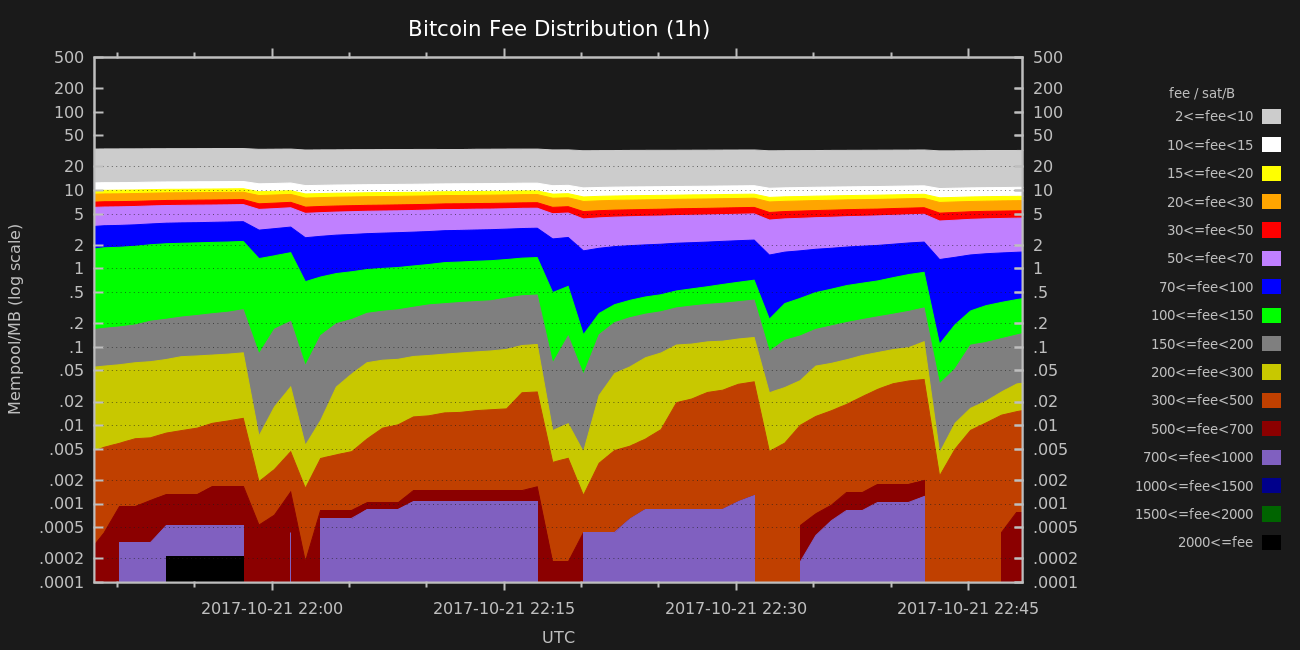 Bitcoin Fee Distribution (1h)
500 500
200 200
100 100
50 50
20 20
10 10
5 5
2 2
1 1
.5 .5
.2 .2
.1 .1
.05 .05
.02 .02
.01 .01
.005 .005
.002 .002
.001 .001
.0005 .0005
.0002 .0002
.0001 .0001
Mempool/MB (log scale)
2017-10-21 22:00 2017-10-21 22:15 2017-10-21 22:30 2017-10-21 22:45
UTC
fee / sat/B
2<=fee<10
10<=fee<15
15<=fee<20
20<=fee<30
30<=fee<50
50<=fee<70
70<=fee<100
100<=fee<150
150<=fee<200
200<=fee<300
300<=fee<500
500<=fee<700
700<=fee<1000
1000<=fee<1500
1500<=fee<2000
2000<=fee